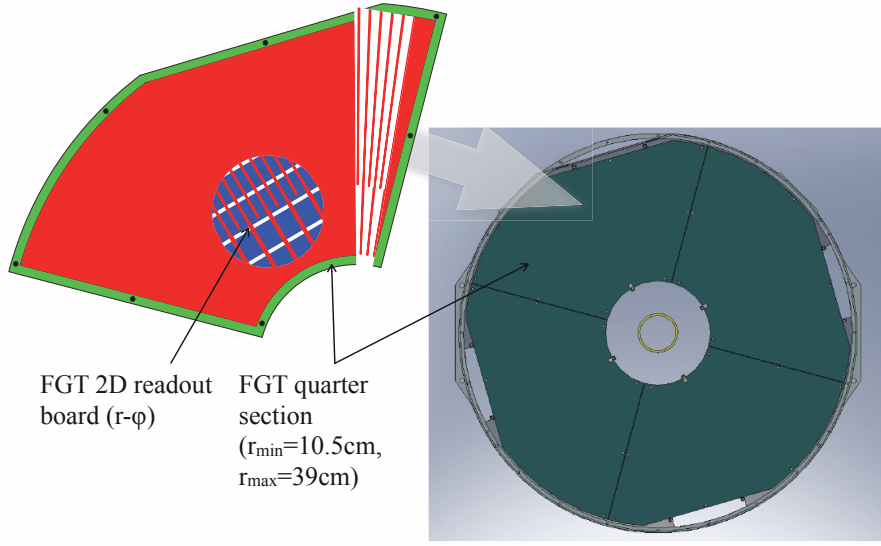 FGT 2D readout
board (r-φ)
FGT quarter
section
(rmin=10.5cm,
rmax=39cm)